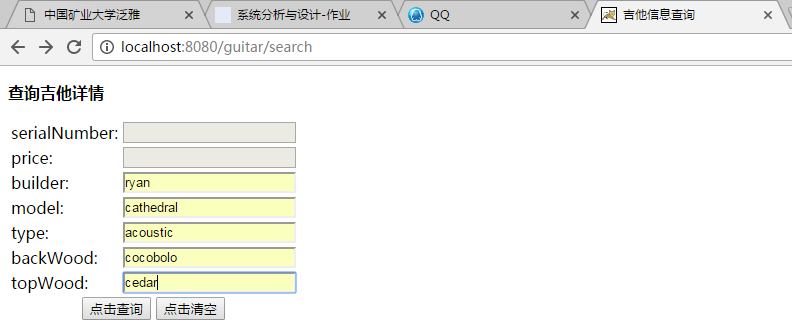 中国矿业大学泛雅
系统分析与设计-作业
QQ
吉他信息查询
localhost:8080/guitar/search
查询吉他详情
serialNumber:
price:
builder: ryan
model: cathedral
type: acoustic
backWood: cocobolo
topWood: cedar
点击查询 点击清空